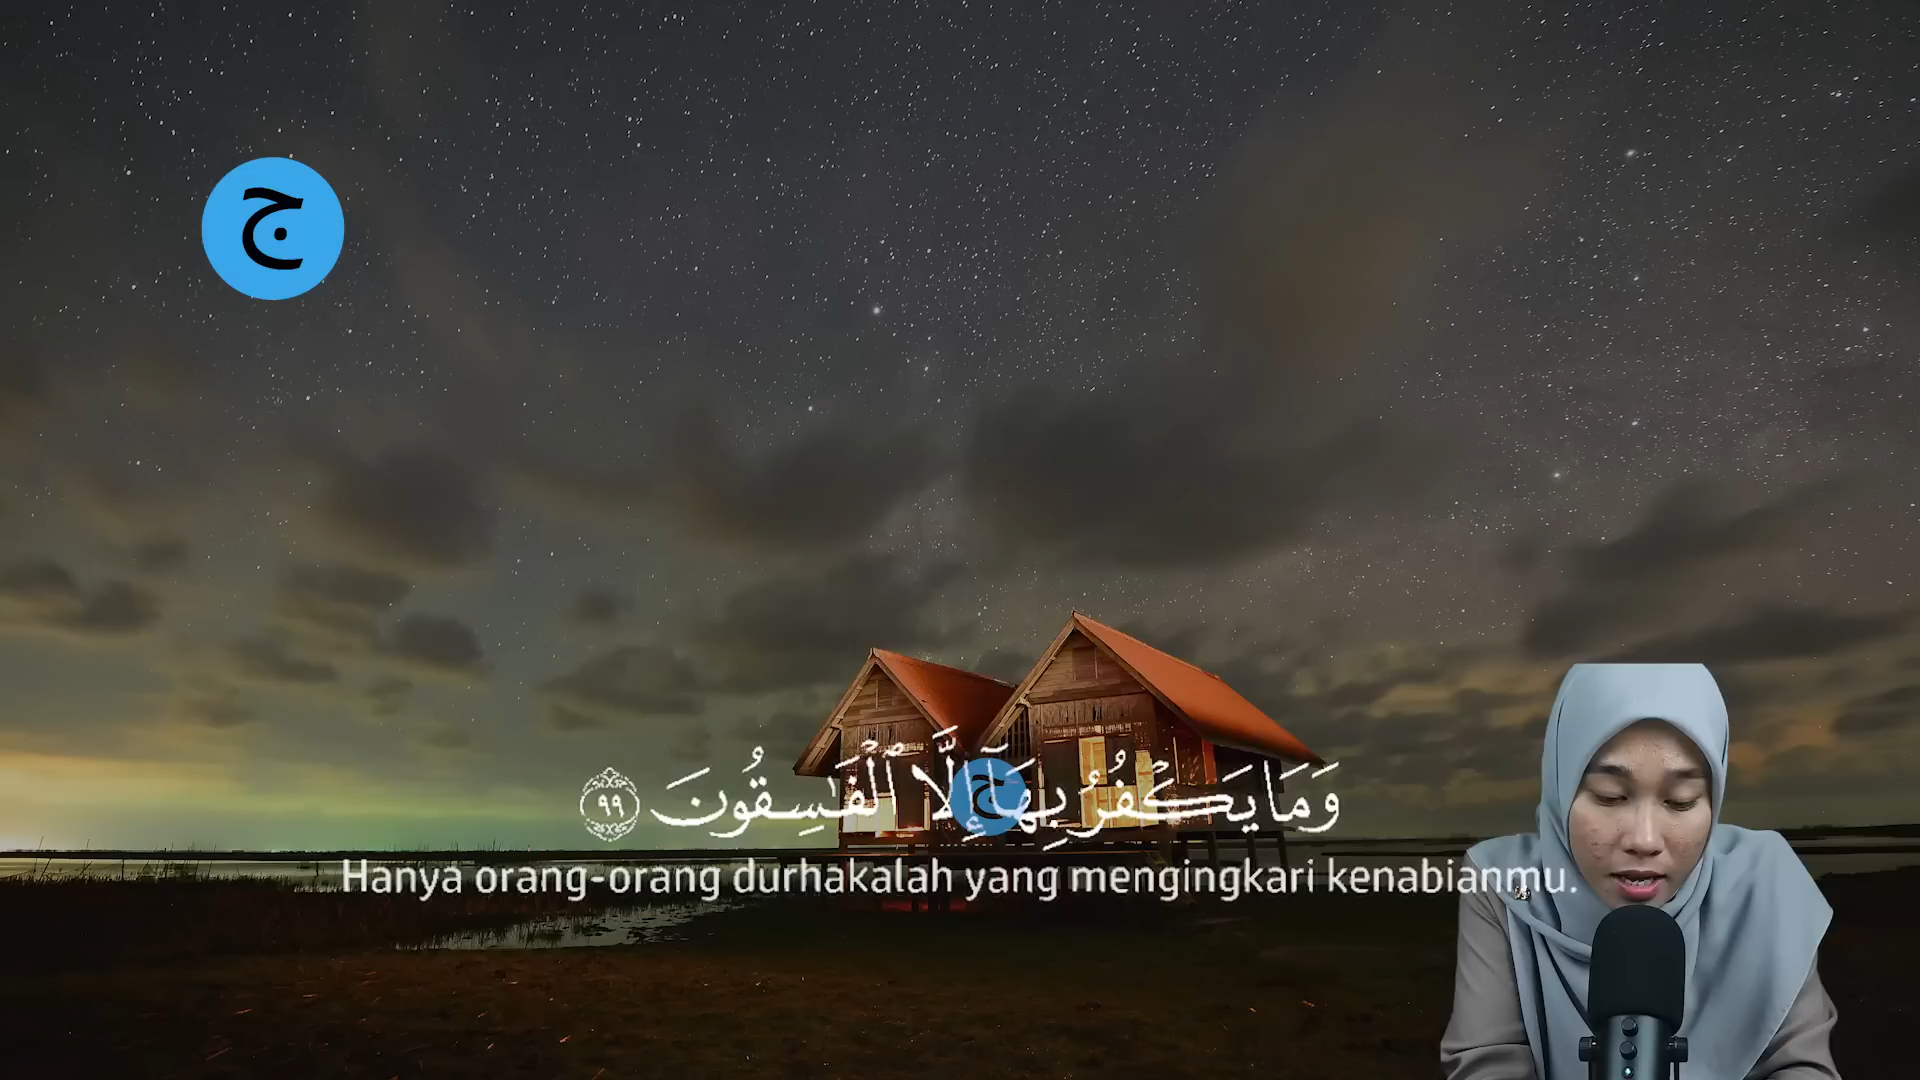 ج
وَمَا يَكْفُرُ بِهَآ إِلَّا ٱلْفَٰسِقُونَ ٩٩
ج
Hanya orang-orang durhakalah yang mengingkari kenabianmu.